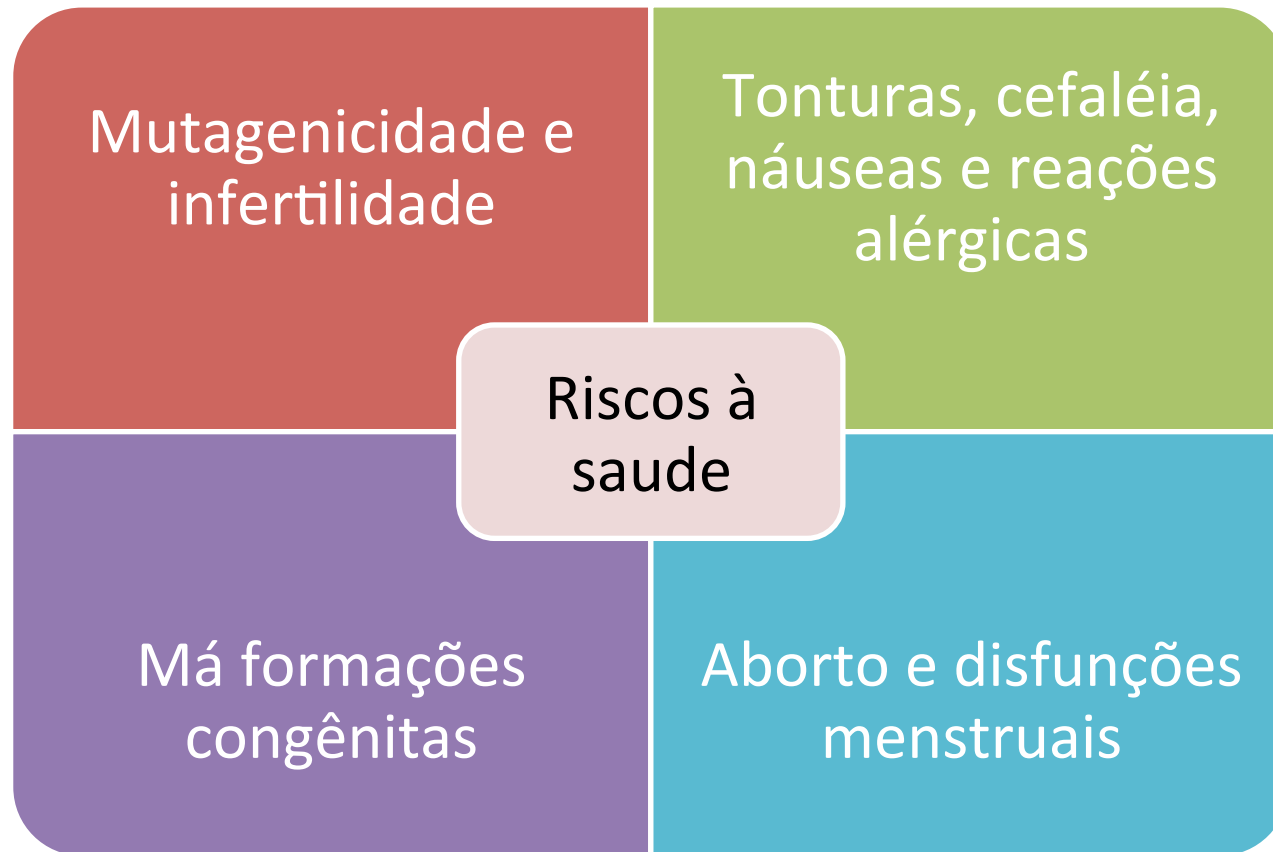 Mutagenicidade e
infertilidade
Tonturas, cefaléia,
náuseas e reações
alérgicas
Riscos à
saude
Má formações
congênitas
Aborto e disfunções
menstruais